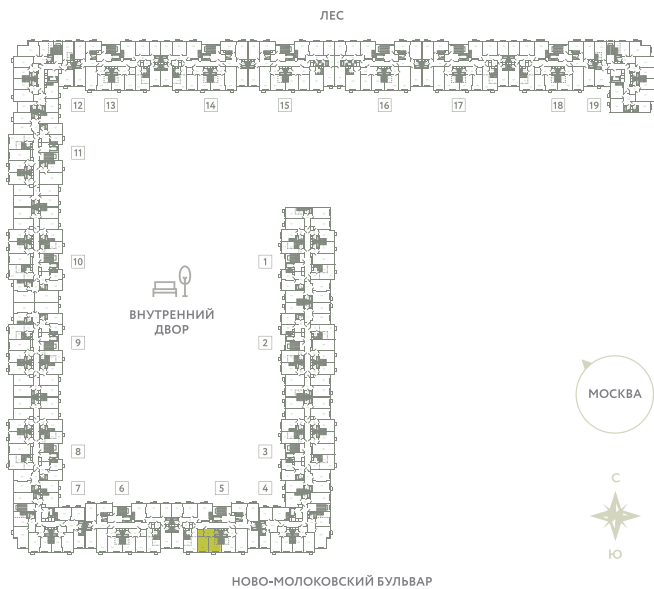 ЛЕС
12 13 14 15 16 17 18 19
11
10 1
ВНУТРЕННИЙ
ДВОР
9 2
МОСКВА
8 3
7 6 5 4
С
Ю
НОВО-МОЛОКОВСКИЙ БУЛЬВАР